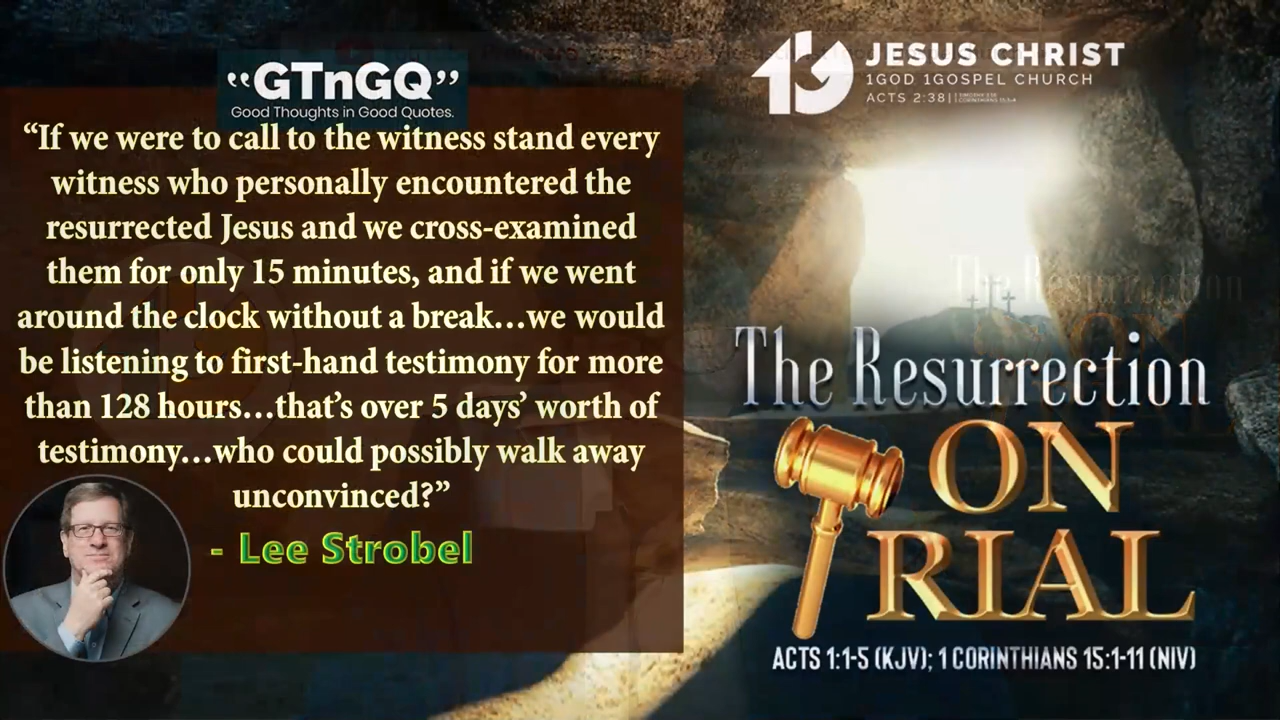 “GTnGQ”
Good Thoughts in Good Quotes.
“If we were to call to the witness stand every
witness who personally encountered the
resurrected Jesus and we cross-examined
them for only 15 minutes, and if we went
around the clock without a break...we would
be listening to first-hand testimony for more
than 128 hours...that’s over 5 days’ worth of
testimony...who could possibly walk away
unconvinced?”
- Lee Strobel
JESUS CHRIST
1GOD 1GOSPEL CHURCH
ACTS 2:38|
The Resurrection
The Resurrection
ON
ON
RIAL
ACTS 1:1-5 (KJV); 1 CORINTHIANS 15:1-11 (NIV)